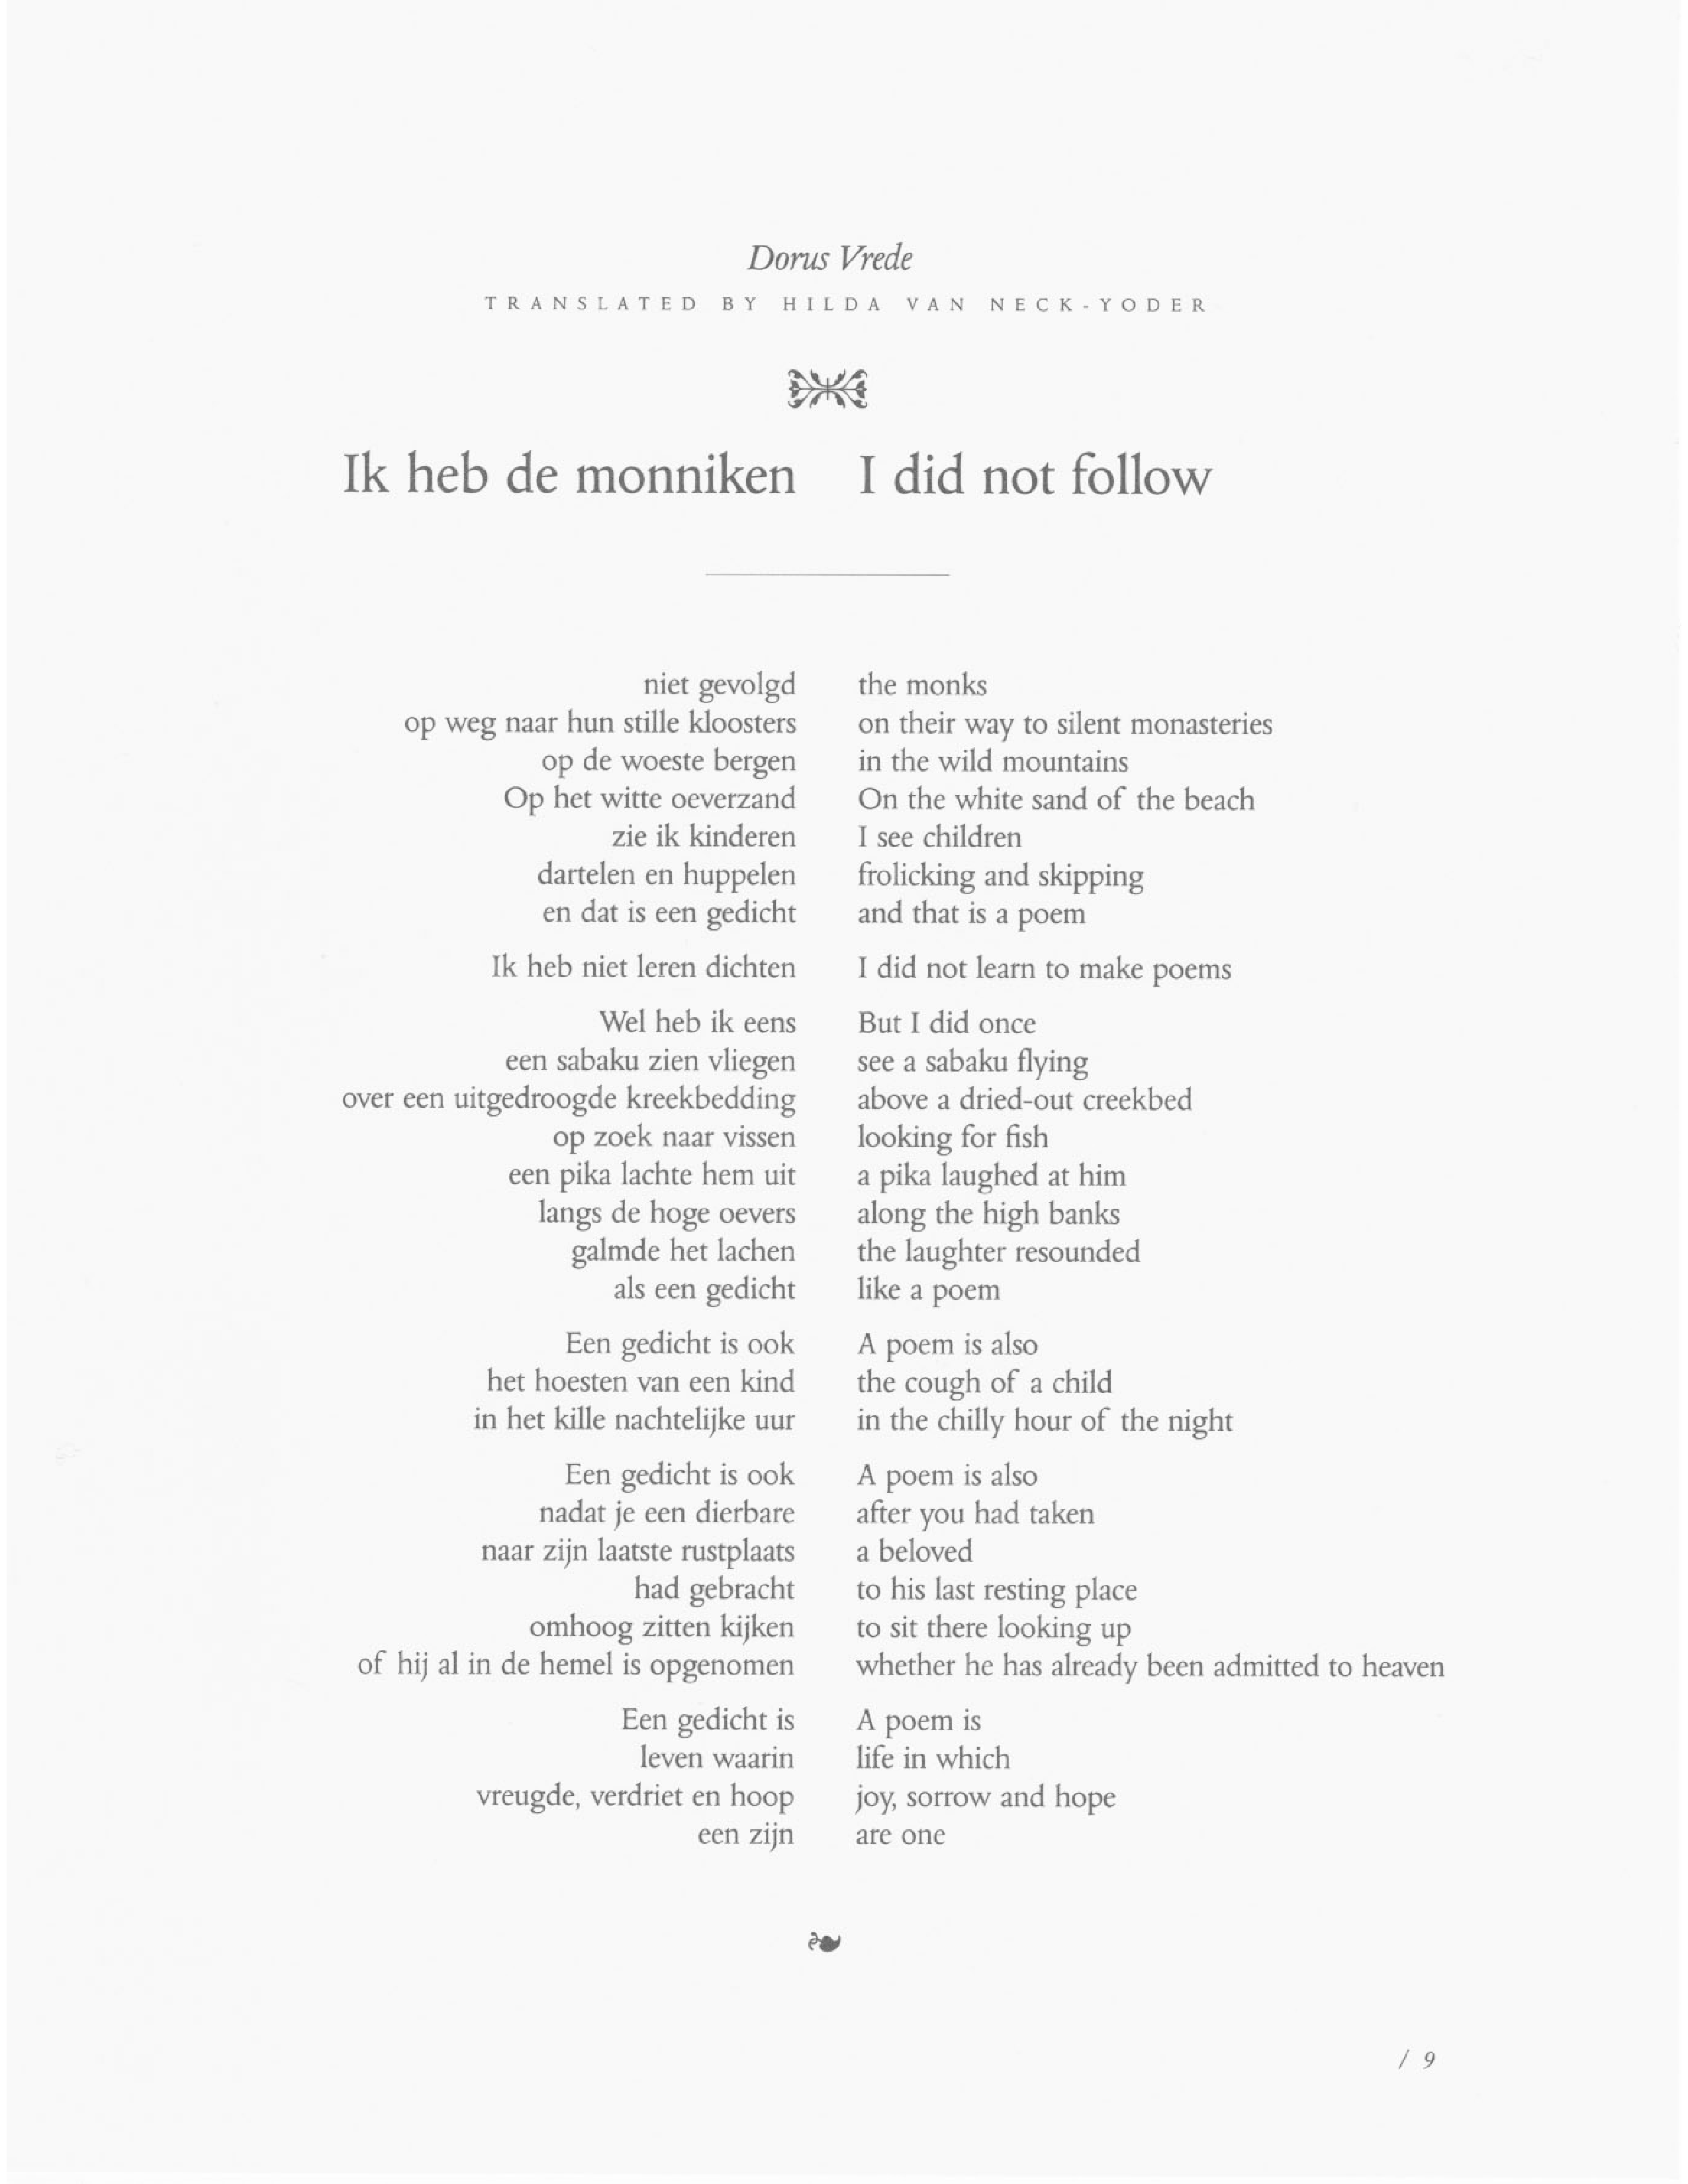 Dorus Vrede
TRANSLATED BY HILDA VAN NECK-YODER
Ik heb de monniken
niet gevolgd
op weg naar hun stille kloosters
op de woeste bergen
Op het witte oeverzand
zie ik kinderen
dartelen en huppelen
en dat is een gedicht
Ik heb niet leren dichten
Wel heb ik eens
een sabaku zien vliegen
over een uitgedroogde kreekbedding
op zoek naar vissen
een pika lachte hem uit
langs de hoge oevers
galmde het lachen
als een gedicht
Een gedicht is ook
het hoesten van een kind
in het kille nachtelijke uur
Een gedicht is ook
nadat je een dierbare
naar zijn laatste rustplaats
had gebracht
omhoog zitten kijken
of hij al in de hemel is opgenomen
Een gedicht is
leven waarin
vreugde, verdriet en hoop
een zijn
I did not follow
the monks
on their way to silent monasteries
in the wild mountains
On the white sand of the beach
I see children
frolicking and skipping
and that is a poem
I did not learn to make poems
But I did once
see a sabaku flying
above a dried-out creekbed
looking for fish
a pika laughed at him
along the high banks
the laughter resounded
like a poem
A poem is also
the cough of a child
in the chilly hour of the night
A poem is also
after you had taken
a beloved
to his last resting place
to sit there looking up
whether he has already been admitted to heaven
A poem is
life in which
joy, sorrow and hope
are one
/ 9